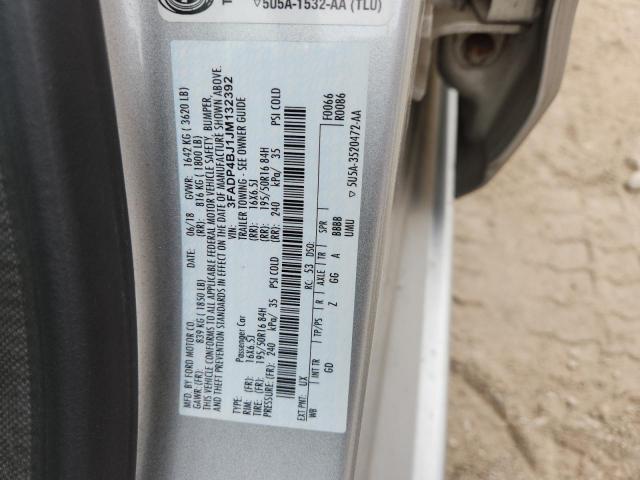 ▽5U5A-1532-AA (TLU)
MFD. BY FORD MOTOR CO.
DATE: 06/18 GVWR: 1642 KG ( 3620 LB)
GAWR: (FR): 839 KG ( 1850 LB) (RR): 816 KG ( 1800 LB)
THIS VEHICLE CONFORMS TO ALL APPLICABLE FEDERAL MOTOR VEHICLE SAFETY, BUMPER,
AND THEFT PREVENTION STANDARDS IN EFFECT ON THE DATE OF MANUFACTURE SHOWN ABOVE.
VIN: 3FADP4BJ1JM132392
TYPE: Passenger Car TRAILER TOWING - SEE OWNER GUIDE
RIM: (FR): 16X6.5J (RR): 16X6.5J
TIRE: (FR): 195/50R16 84H (RR): 195/50R16 84H
PRESSURE: (FR): 240 kPa/ 35 PSI COLD (RR): 240 kPa/ 35 PSI COLD
EXT PNT: UX RC: 53 DSO: F0066
R0086
WB INT TR TP/PS R AXLE TR SPR
GD Z GG A BBBB
UMU
▽5U5A-3520472-AA